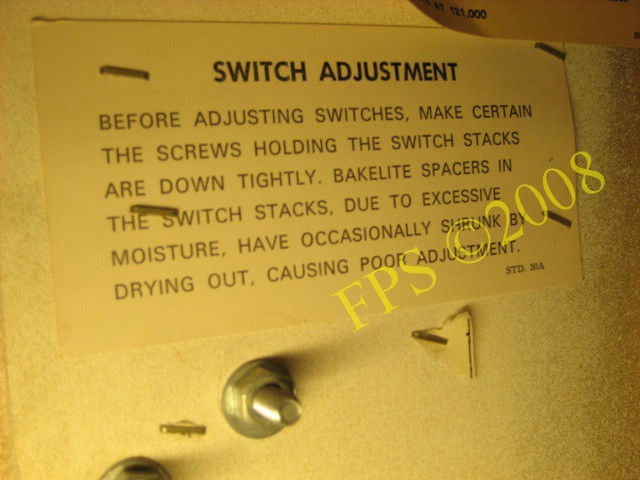 AT 121,000
SWITCH ADJUSTMENT
BEFORE ADJUSTING SWITCHES, MAKE CERTAIN
THE SCREWS HOLDING THE SWITCH STACKS
ARE DOWN TIGHTLY. BAKELITE SPACERS IN
THE SWITCH STACKS, DUE TO EXCESSIVE
MOISTURE, HAVE OCCASIONALLY SHRUNK BY
DRYING OUT, CAUSING POOR ADJUSTMENT.
STD. 50A
FPS ©2008